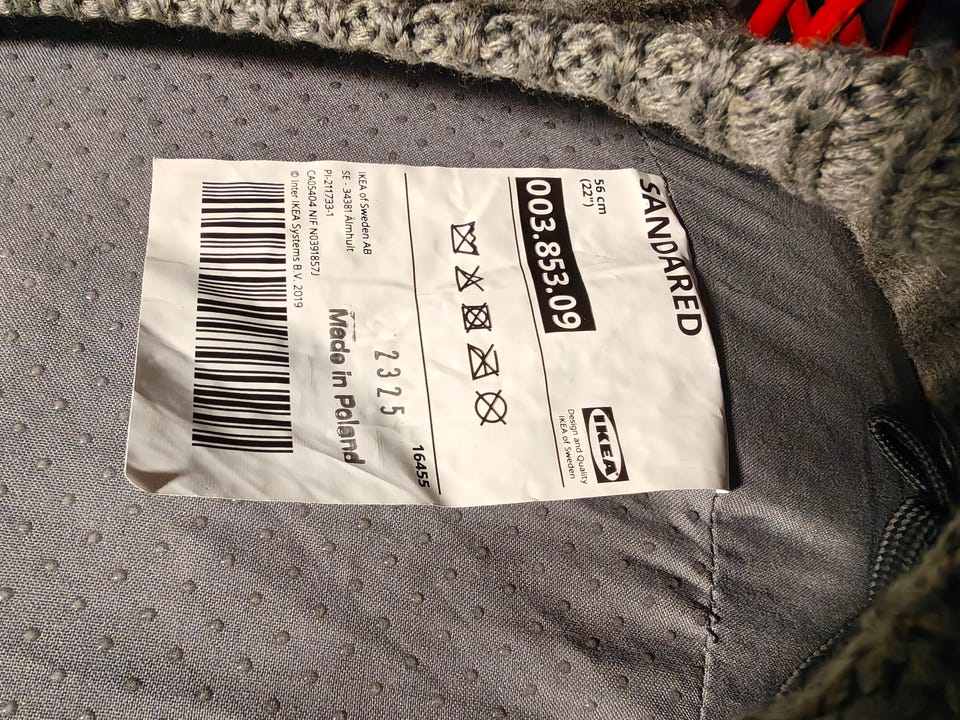 SANDARED
56 cm
(22")
003.853.09
IKEA
Design and Quality
IKEA of Sweden
16455
2325
Made in Poland
IKEA of Sweden AB
SE - 34381 Älmhult
PI-211733-1
CA05404 NIF N0391857J
© Inter IKEA Systems B.V. 2019